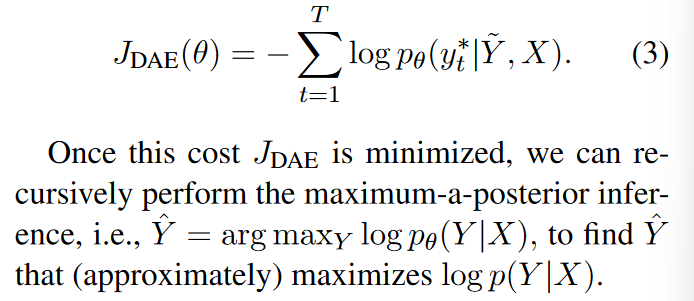 J_DAE(θ) = − ∑_{t=1}^{T} log p_θ(y_t^*|Ỹ, X). (3)
Once this cost J_DAE is minimized, we can re-
cursively perform the maximum-a-posterior infer-
ence, i.e., Ŷ = arg max_Y log p_θ(Y|X), to find Ŷ
that (approximately) maximizes log p(Y|X).